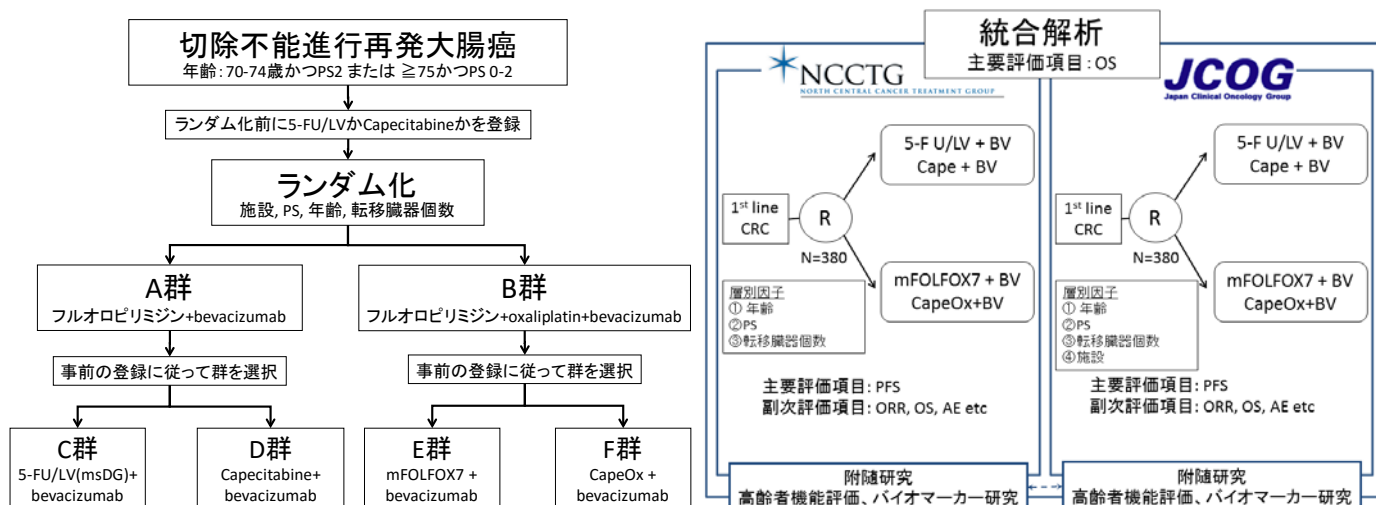 切除不能進行再発大腸癌
年齢：70-74歳かつPS2 または ≧75かつPS 0-2
ランダム化前に5-FU/LVかCapecitabineかを登録
ランダム化
施設, PS, 年齢, 転移臓器個数
A群
フルオロピリミジン+bevacizumab
B群
フルオロピリミジン+oxaliplatin+bevacizumab
事前の登録に従って群を選択
事前の登録に従って群を選択
C群
5-FU/LV(msDG)+
bevacizumab
D群
Capecitabine+
bevacizumab
E群
mFOLFOX7 +
bevacizumab
F群
CapeOx +
bevacizumab
統合解析
主要評価項目：OS
NCCTG
NORTH CENTRAL CANCER TREATMENT GROUP
1st line
CRC
R
N=380
5-F U/LV + BV
Cape + BV
mFOLFOX7 + BV
CapeOx+BV
層別因子
① 年齢
②PS
③転移臓器個数
主要評価項目: PFS
副次評価項目: ORR, OS, AE etc
附随研究
高齢者機能評価、バイオマーカー研究
JCOG
Japan Clinical Oncology Group
1st line
CRC
R
N=380
5-F U/LV + BV
Cape + BV
mFOLFOX7 + BV
CapeOx+BV
層別因子
① 年齢
②PS
③転移臓器個数
④施設
主要評価項目: PFS
副次評価項目: ORR, OS, AE etc
附随研究
高齢者機能評価、バイオマーカー研究